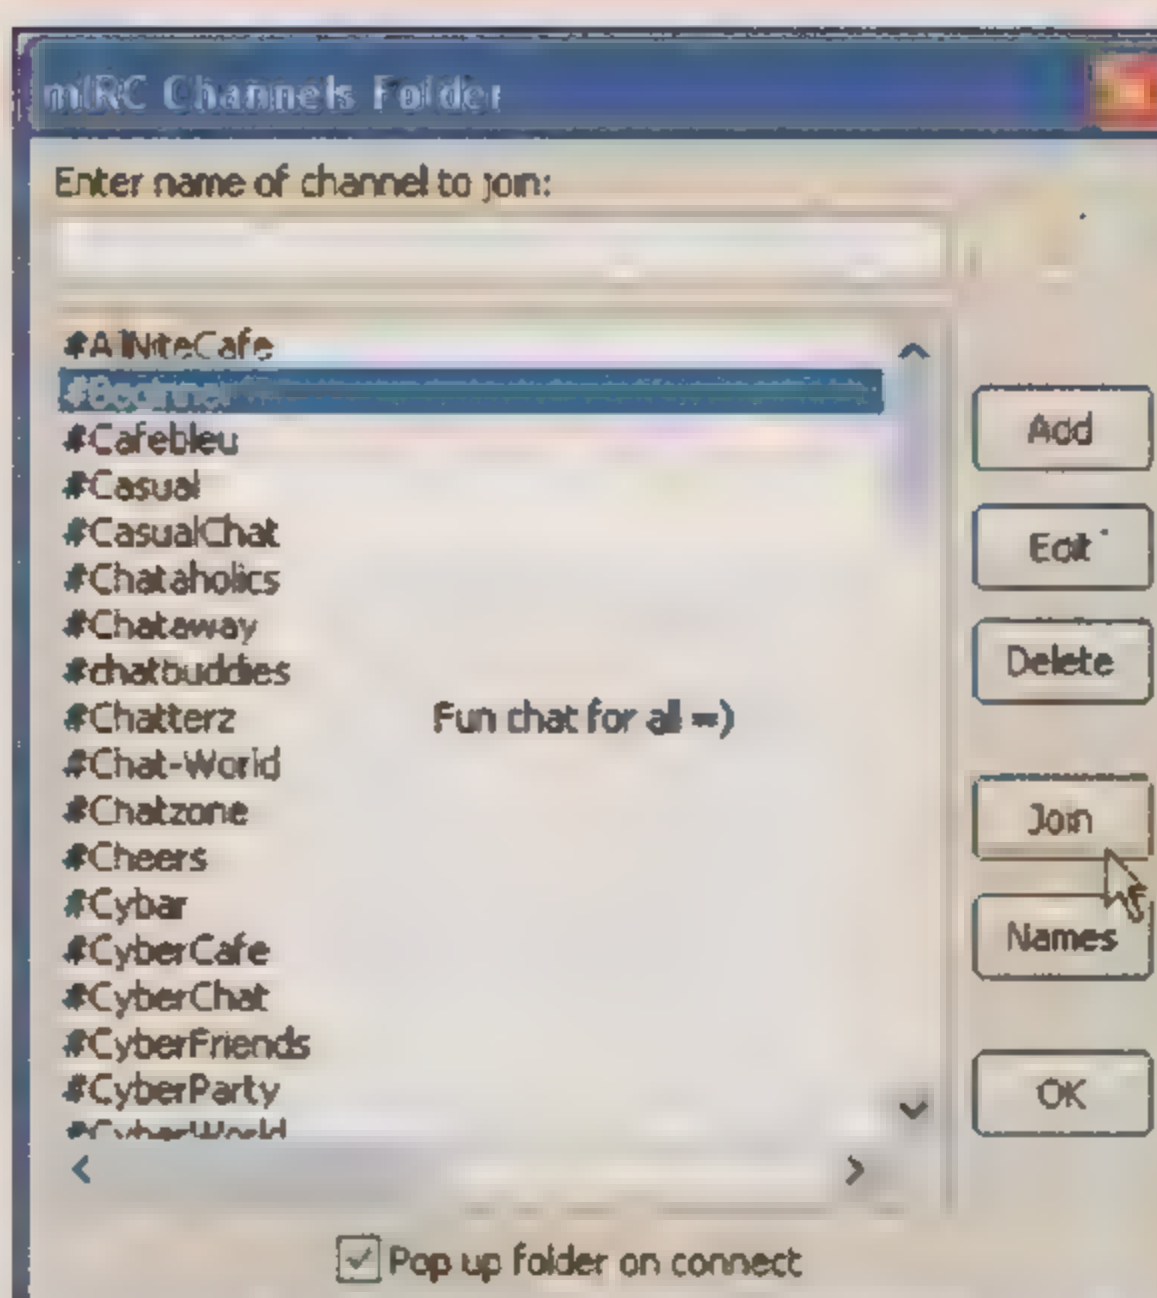 mIRC Channels Folder
Enter name of channel to join:
#AllNiteCafe
#Beginner
#Cafebleu
#Casual
#CasualChat
#Chataholics
#Chataway
#chatbuddies
#Chatterz Fun chat for all =)
#Chat-World
#Chatzone
#Cheers
#Cybar
#CyberCafe
#CyberChat
#CyberFriends
#CyberParty
#CyberWorld
Add
Edit
Delete
Join
Names
OK
Pop up folder on connect